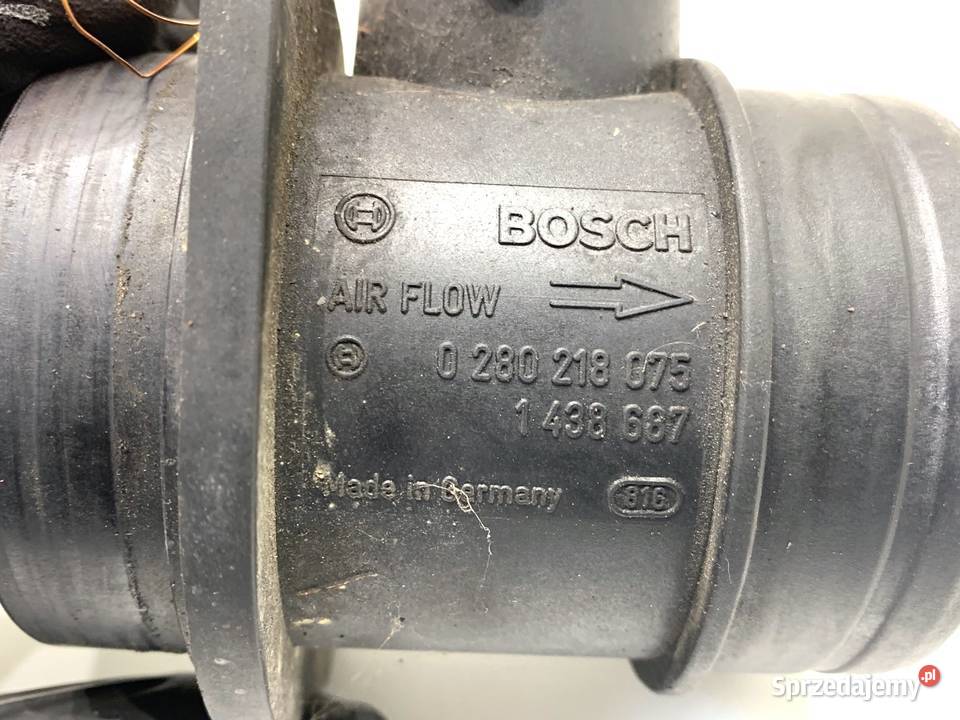 BOSCH
AIR FLOW
0 280 218 075
1 438 687
Made in Germany 816
Sprzedajemy.pl